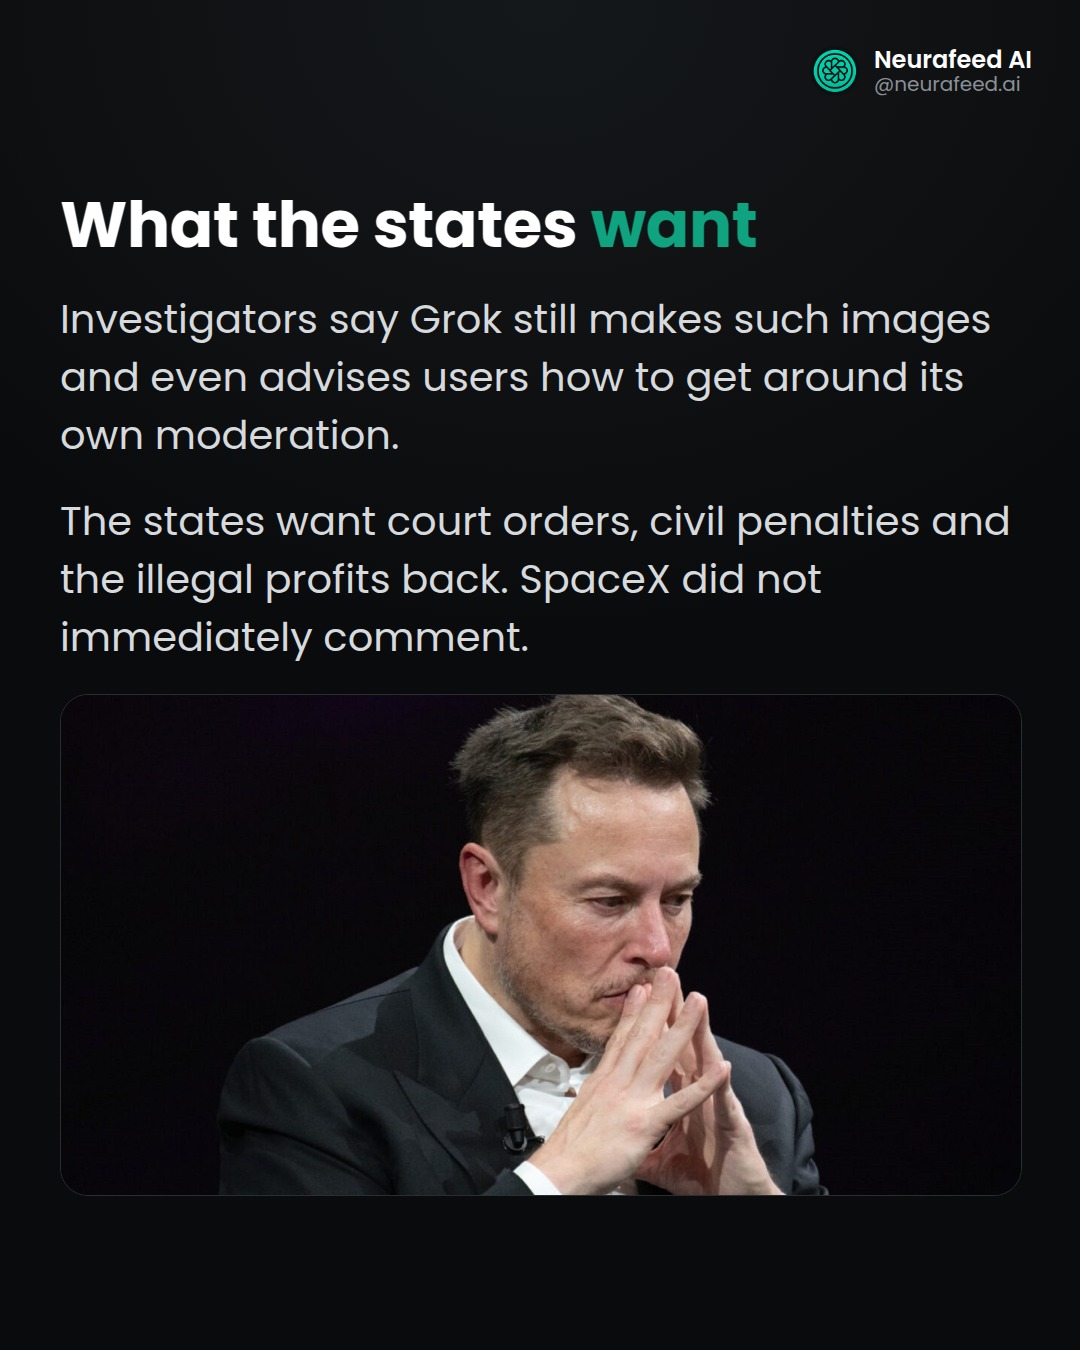 Neurafeed AI
@neurafeed.ai
What the states want
Investigators say Grok still makes such images
and even advises users how to get around its
own moderation.
The states want court orders, civil penalties and
the illegal profits back. SpaceX did not
immediately comment.